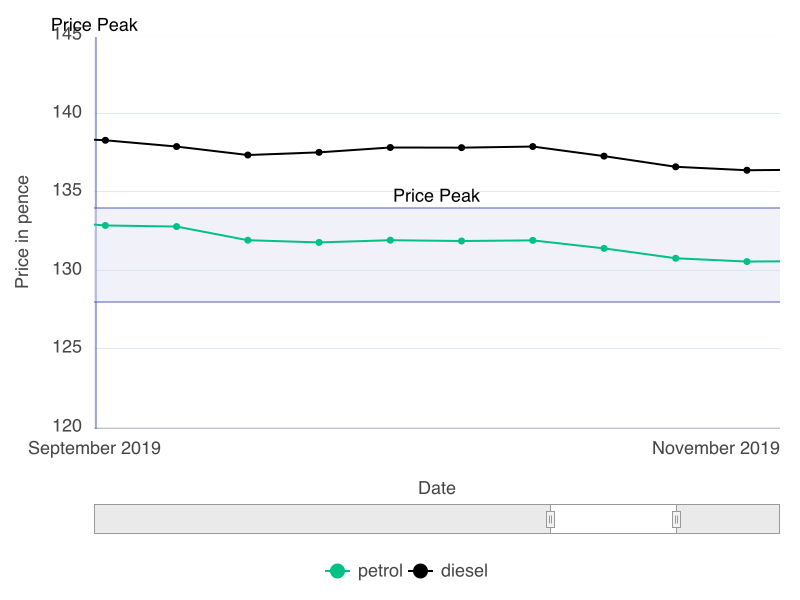 Price Peak
145
140
135
Price Peak
130
125
120
Price in pence
September 2019
November 2019
Date
petrol
diesel